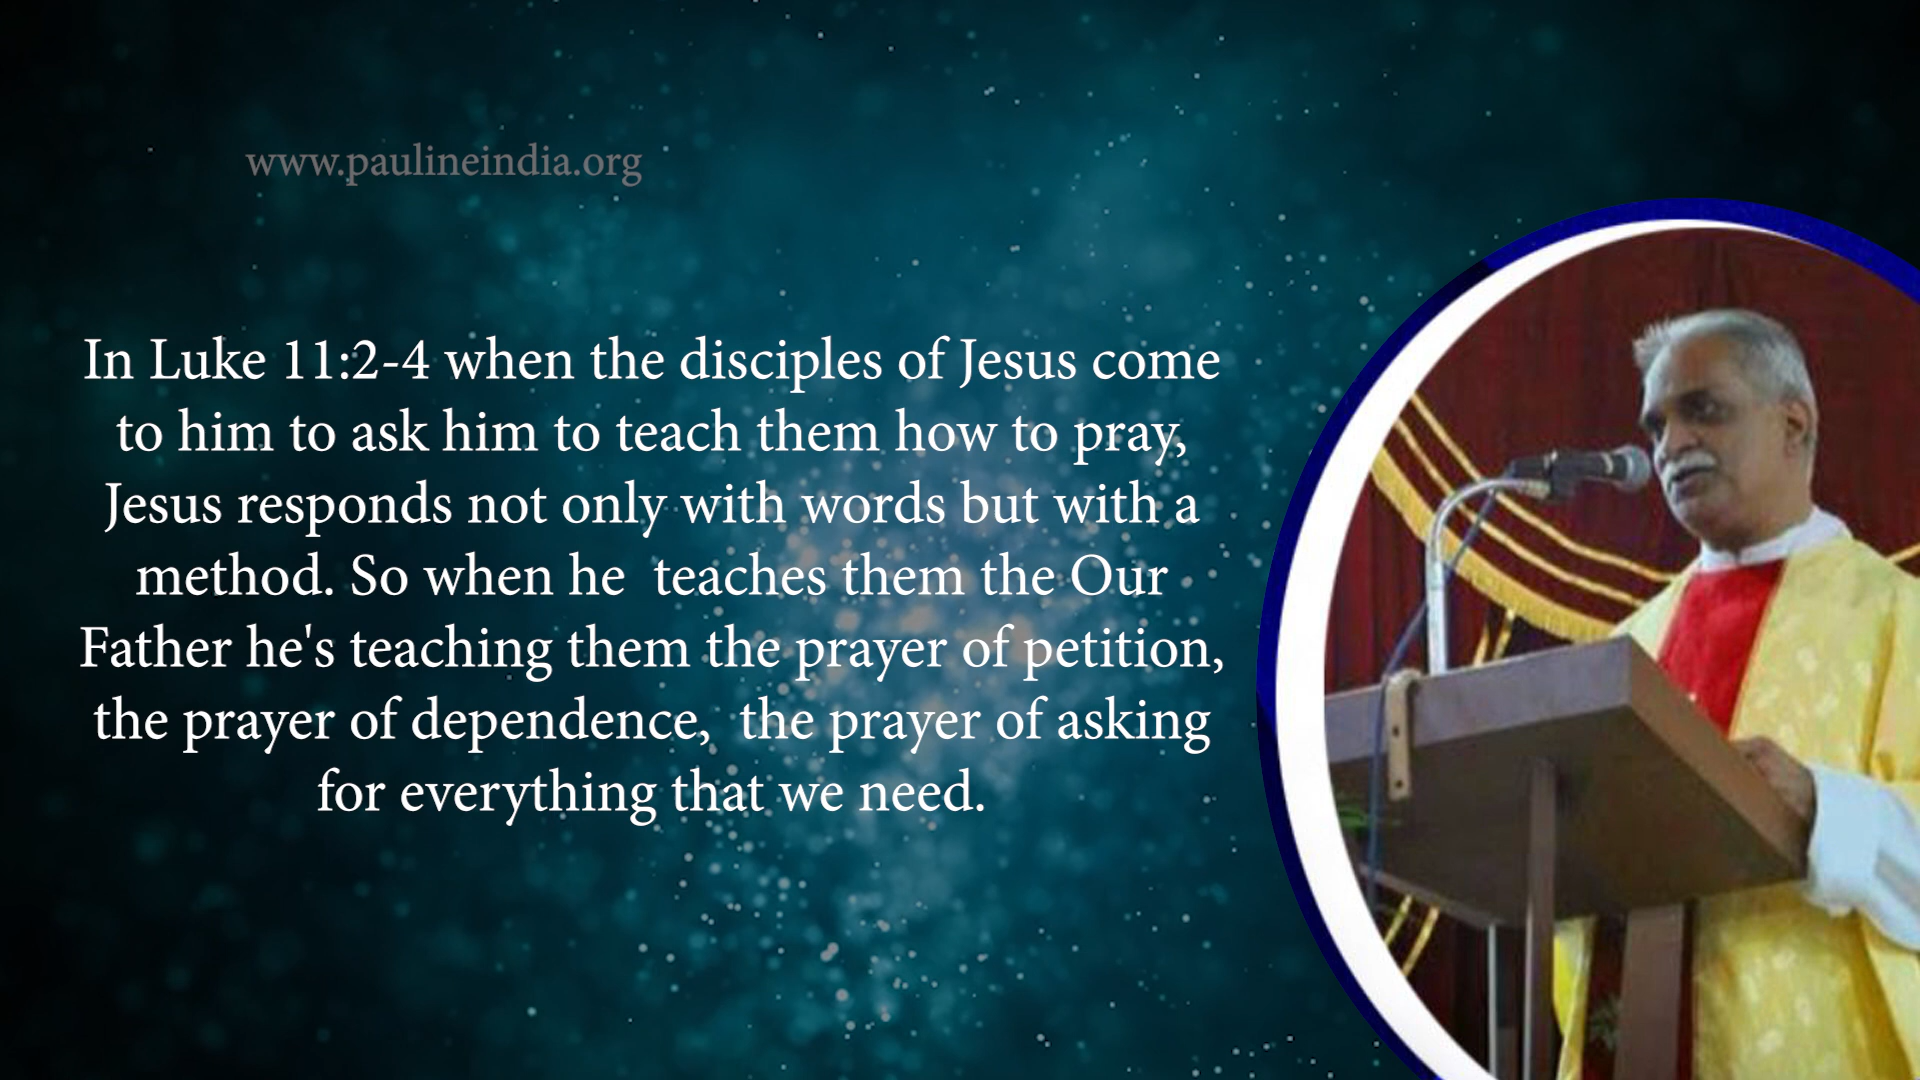 www.paulineindia.org
In Luke 11:2-4 when the disciples of Jesus come
to him to ask him to teach them how to pray,
Jesus responds not only with words but with a
method. So when he  teaches them the Our
Father he's teaching them the prayer of petition,
the prayer of dependence,  the prayer of asking
for everything that we need.